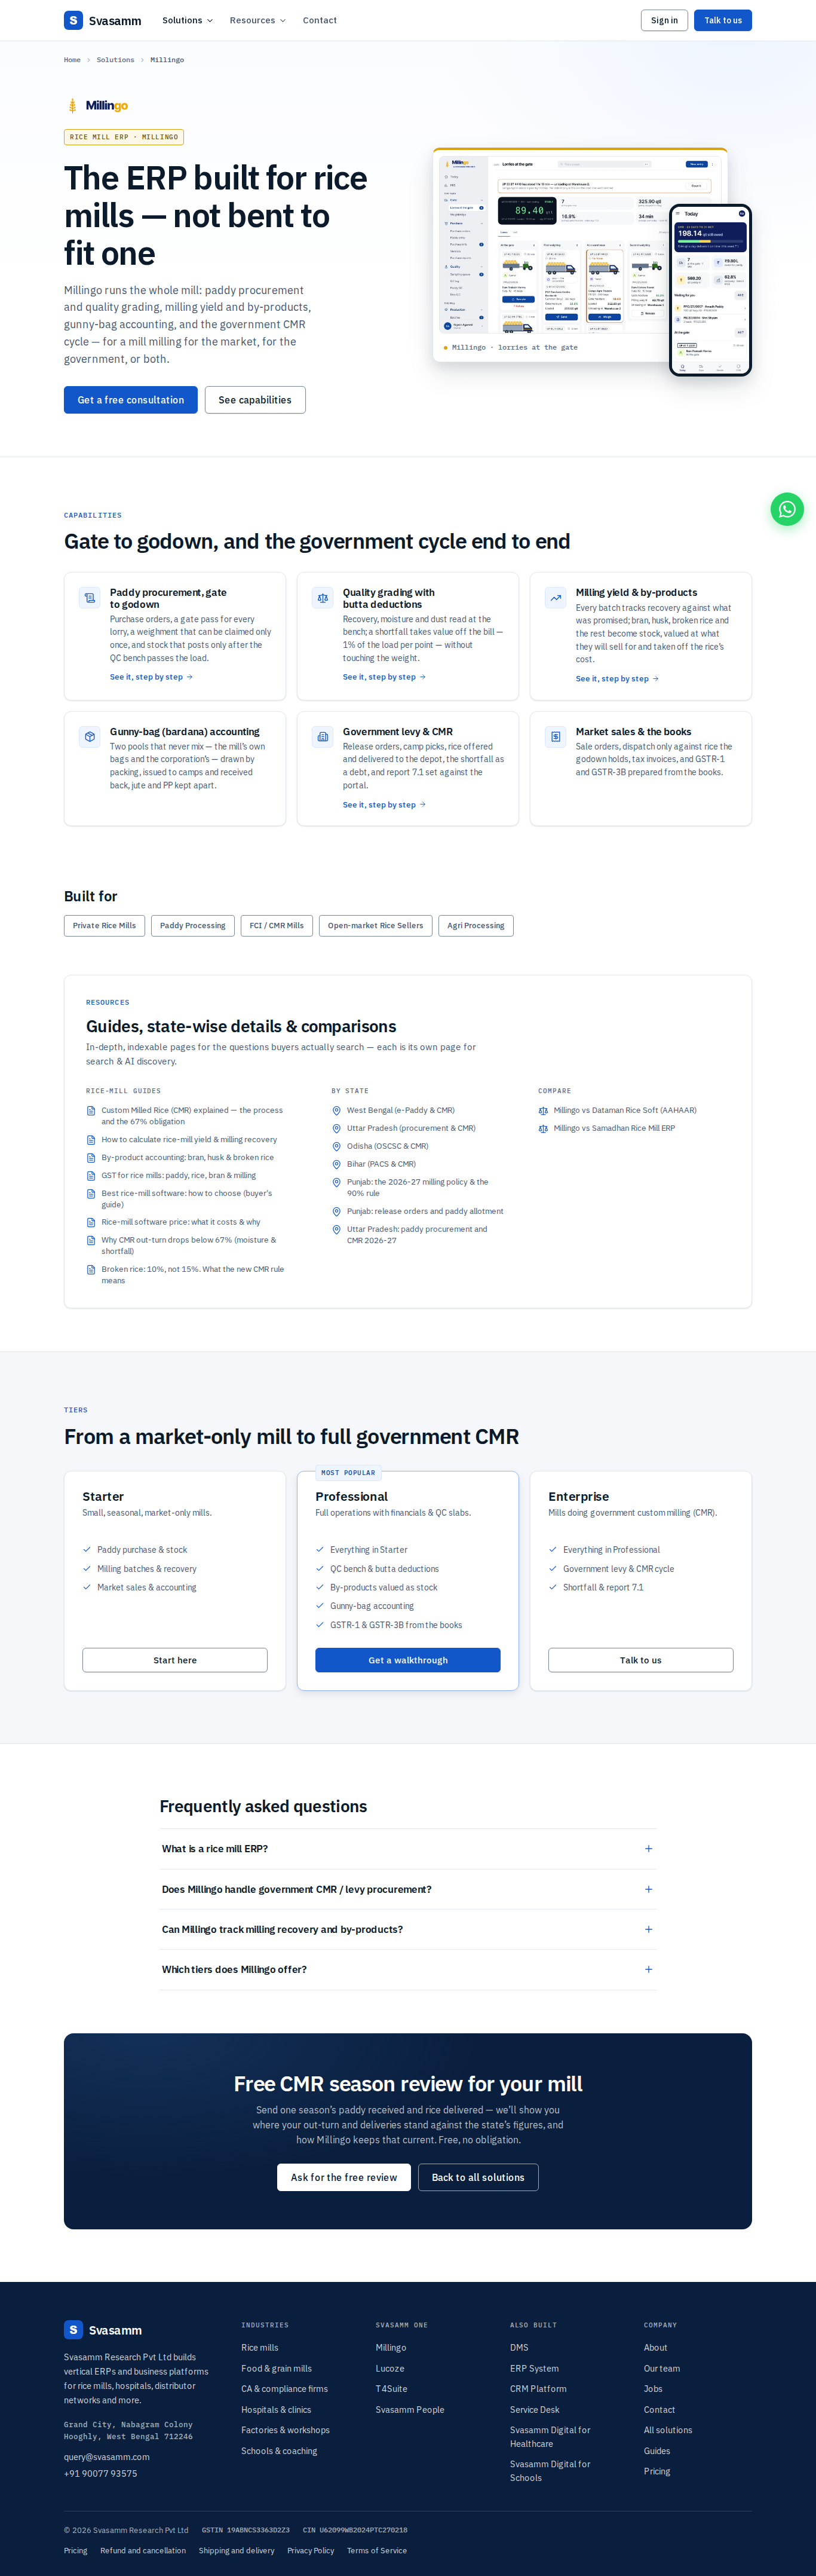 S Svasamm Solutions Resources Contact Sign in Talk to us
Home > Solutions > Millingo
Millingo
RICE MILL ERP · MILLINGO
The ERP built for rice
mills — not bent to
fit one
Millingo runs the whole mill: paddy procurement
and quality grading, milling yield and by-products,
gunny-bag accounting, and the government CMR
cycle — for a mill milling for the market, for the
government, or both.
Get a free consultation See capabilities
Millingo
Lorries at the gate
89.40
325.90 qtl
16.9%
34 min
Millingo · lorries at the gate
Today
198.14
CAPABILITIES
Gate to godown, and the government cycle end to end
Paddy procurement, gate
to godown
Purchase orders, a gate pass for every
lorry, a weighment that can be claimed only
once, and stock that posts only after the
QC bench passes the load.
See it, step by step →
Quality grading with
butta deductions
Recovery, moisture and dust read at the
bench; a shortfall takes value off the bill —
1% of the load per point — without
touching the weight.
See it, step by step →
Milling yield & by-products
Every batch tracks recovery against what
was promised; bran, husk, broken rice and
the rest become stock, valued at what
they will sell for and taken off the rice's
cost.
See it, step by step →
Gunny-bag (bardana) accounting
Two pools that never mix — the mill's own
bags and the corporation's — drawn by
packing, issued to camps and received
back, jute and PP kept apart.
Government levy & CMR
Release orders, camp picks, rice offered
and delivered to the depot, the shortfall as
a debt, and report 7.1 set against the
portal.
See it, step by step →
Market sales & the books
Sale orders, dispatch only against rice the
godown holds, tax invoices, and GSTR-1
and GSTR-3B prepared from the books.
Built for
Private Rice Mills Paddy Processing FCI / CMR Mills Open-market Rice Sellers Agri Processing
RESOURCES
Guides, state-wise details & comparisons
In-depth, indexable pages for the questions buyers actually search — each is its own page for
search & AI discovery.
RICE-MILL GUIDES
Custom Milled Rice (CMR) explained — the process
and the 67% obligation
How to calculate rice-mill yield & milling recovery
By-product accounting: bran, husk & broken rice
GST for rice mills: paddy, rice, bran & milling
Best rice-mill software: how to choose (buyer's
guide)
Rice-mill software price: what it costs & why
Why CMR out-turn drops below 67% (moisture &
shortfall)
Broken rice: 10%, not 15%. What the new CMR rule
means
BY STATE
West Bengal (e-Paddy & CMR)
Uttar Pradesh (procurement & CMR)
Odisha (OSCSC & CMR)
Bihar (PACS & CMR)
Punjab: the 2026-27 milling policy & the
90% rule
Punjab: release orders and paddy allotment
Uttar Pradesh: paddy procurement and
CMR 2026-27
COMPARE
Millingo vs Dataman Rice Soft (AAHAAR)
Millingo vs Samadhan Rice Mill ERP
TIERS
From a market-only mill to full government CMR
Starter
Small, seasonal, market-only mills.
Paddy purchase & stock
Milling batches & recovery
Market sales & accounting
Start here
MOST POPULAR
Professional
Full operations with financials & QC slabs.
Everything in Starter
QC bench & butta deductions
By-products valued as stock
Gunny-bag accounting
GSTR-1 & GSTR-3B from the books
Get a walkthrough
Enterprise
Mills doing government custom milling (CMR).
Everything in Professional
Government levy & CMR cycle
Shortfall & report 7.1
Talk to us
Frequently asked questions
What is a rice mill ERP? +
Does Millingo handle government CMR / levy procurement? +
Can Millingo track milling recovery and by-products? +
Which tiers does Millingo offer? +
Free CMR season review for your mill
Send one season's paddy received and rice delivered — we'll show you
where your out-turn and deliveries stand against the state's figures, and
how Millingo keeps that current. Free, no obligation.
Ask for the free review Back to all solutions
S Svasamm
Svasamm Research Pvt Ltd builds
vertical ERPs and business platforms
for rice mills, hospitals, distributor
networks and more.
Grand City, Nabagram Colony
Hooghly, West Bengal 712246
query@svasamm.com
+91 90077 93575
INDUSTRIES
Rice mills
Food & grain mills
CA & compliance firms
Hospitals & clinics
Factories & workshops
Schools & coaching
SVASAMM ONE
Millingo
Lucoze
T4Suite
Svasamm People
ALSO BUILT
DMS
ERP System
CRM Platform
Service Desk
Svasamm Digital for
Healthcare
Svasamm Digital for
Schools
COMPANY
About
Our team
Jobs
Contact
All solutions
Guides
Pricing
© 2026 Svasamm Research Pvt Ltd GSTIN 19ABNCS3363D2Z3 CIN U62099WB2024PTC270218
Pricing Refund and cancellation Shipping and delivery Privacy Policy Terms of Service